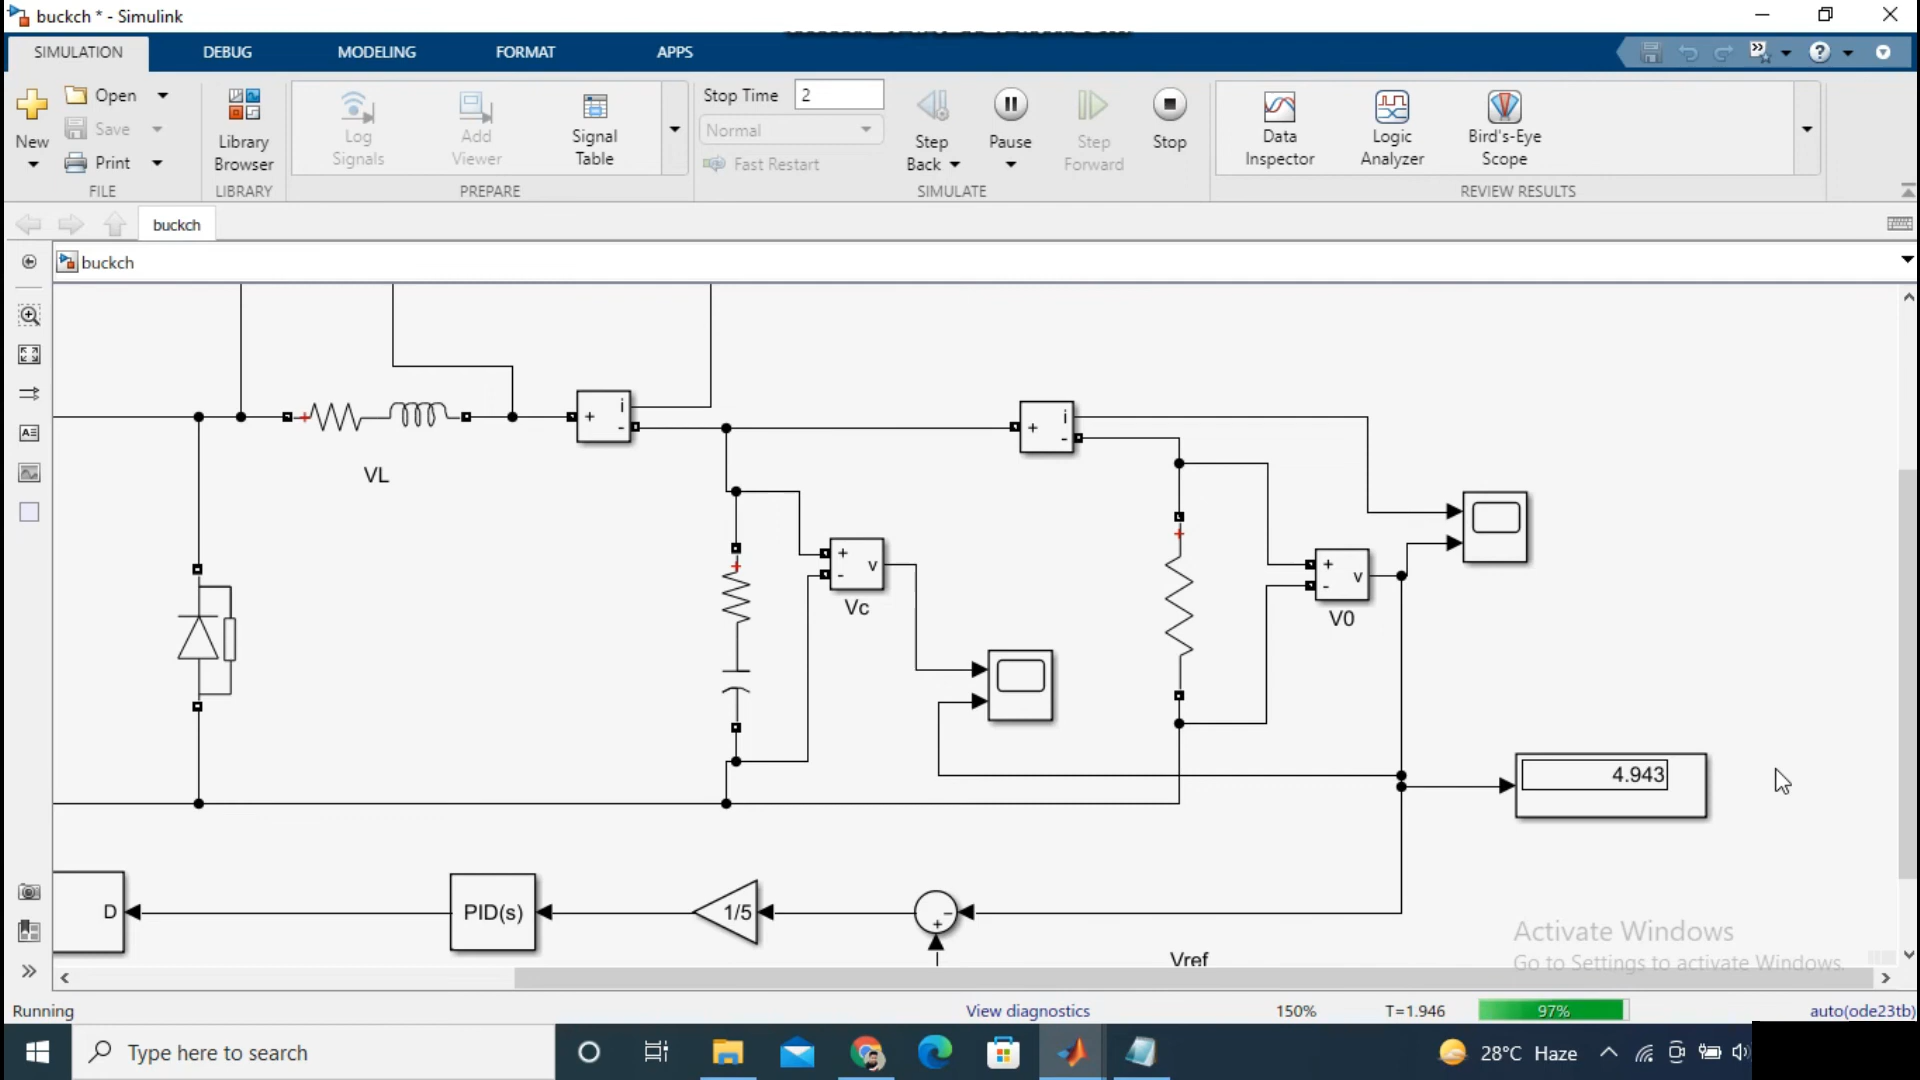 buckch * - Simulink
SIMULATION DEBUG MODELING FORMAT APPS
New
Open
Save
Print
FILE
Library Browser
LIBRARY
Log Signals
Add Viewer
Signal Table
PREPARE
Stop Time 2
Normal
Fast Restart
Step Back
Pause
Step Forward
Stop
SIMULATE
Data Inspector
Logic Analyzer
Bird's-Eye Scope
REVIEW RESULTS
buckch
buckch
+ i -
+ i -
VL
+ - v
Vc
+ - v
V0
4.943
D
PID(s)
1/5
- +
Vref
Activate Windows
Go to Settings to activate Windows.
Running View diagnostics 150% T=1.946 97% auto(ode23tb)
Type here to search
28°C Haze